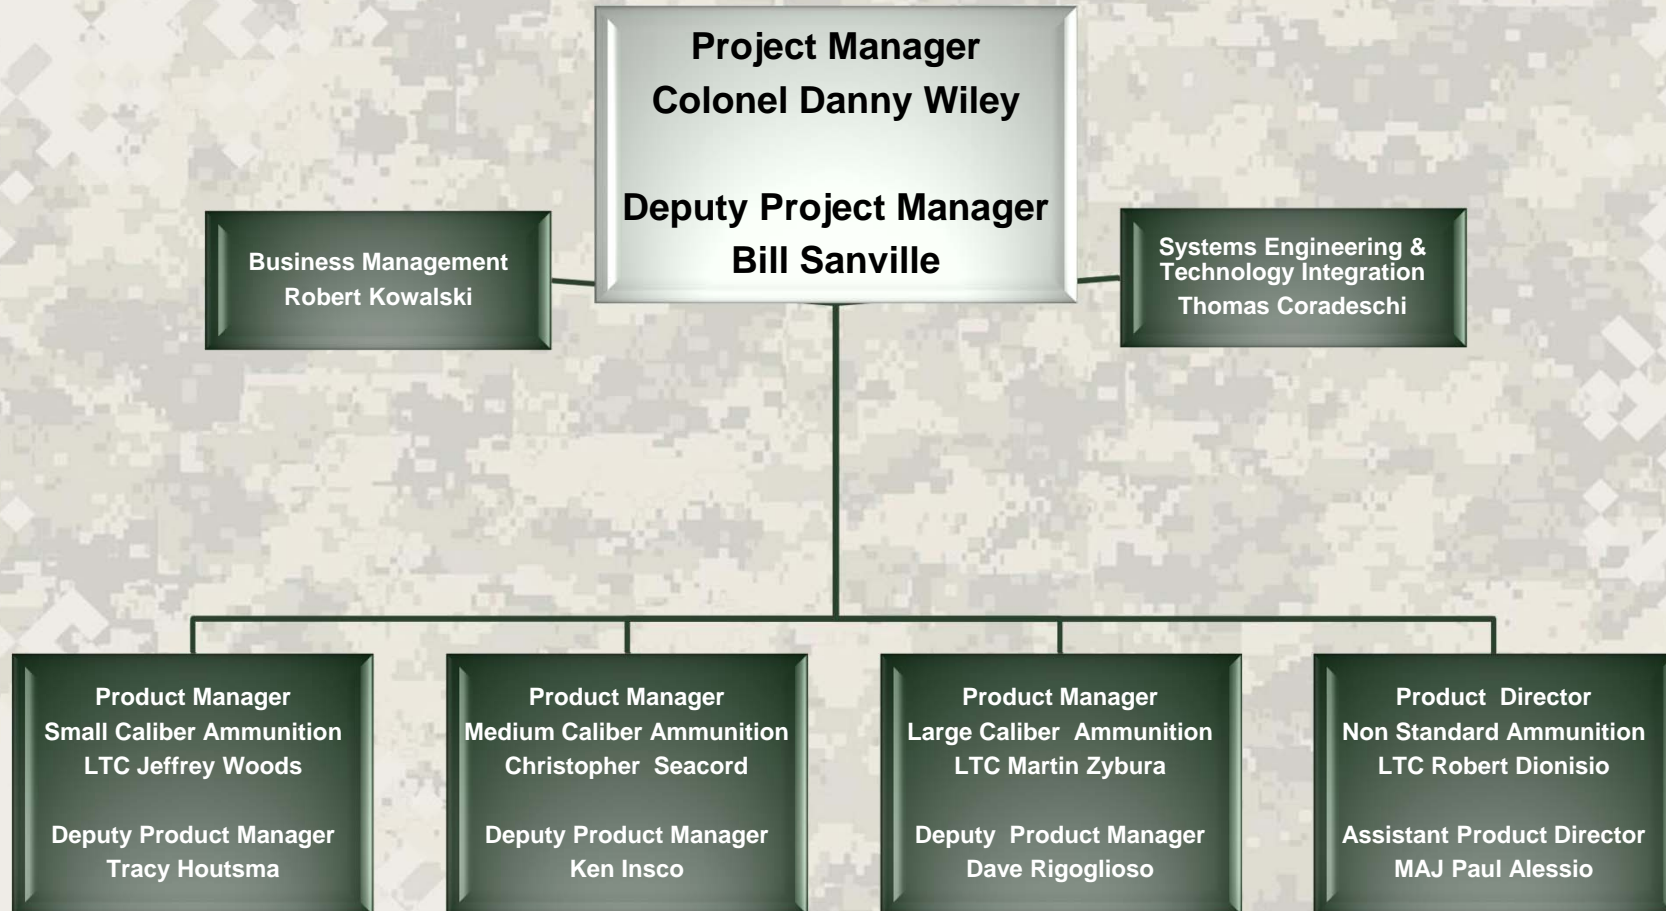 Project Manager
Colonel Danny Wiley
Deputy Project Manager
Bill Sanville
Business Management
Robert Kowalski
Systems Engineering &
Technology Integration
Thomas Coradeschi
Product Manager
Small Caliber Ammunition
LTC Jeffrey Woods
Deputy Product Manager
Tracy Houtsma
Product Manager
Medium Caliber Ammunition
Christopher Seacord
Deputy Product Manager
Ken Insco
Product Manager
Large Caliber Ammunition
LTC Martin Zybura
Deputy Product Manager
Dave Rigoglioso
Product Director
Non Standard Ammunition
LTC Robert Dionisio
Assistant Product Director
MAJ Paul Alessio